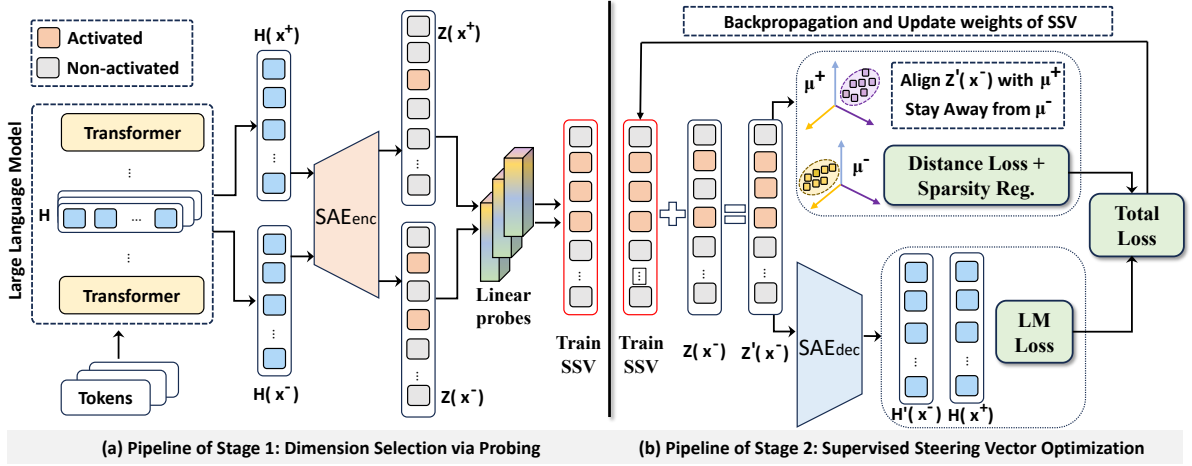 Activated
Non-activated
Large Language Model
Transformer
...
H
...
...
Transformer
Tokens
H( x⁺)
...
H( x⁻)
SAEenc
Z( x⁺)
...
...
Z( x⁻)
Linear
probes
...
Train
SSV
(a) Pipeline of Stage 1: Dimension Selection via Probing
Backpropagation and Update weights of SSV
...
Train
SSV
...
Z( x⁻)
...
Z'( x⁻)
μ⁺
Align Z'( x⁻) with μ⁺
Stay Away from μ⁻
μ⁻
Distance Loss +
Sparsity Reg.
Total
Loss
SAEdec
...
H'( x⁻)
...
H( x⁺)
LM
Loss
(b) Pipeline of Stage 2: Supervised Steering Vector Optimization